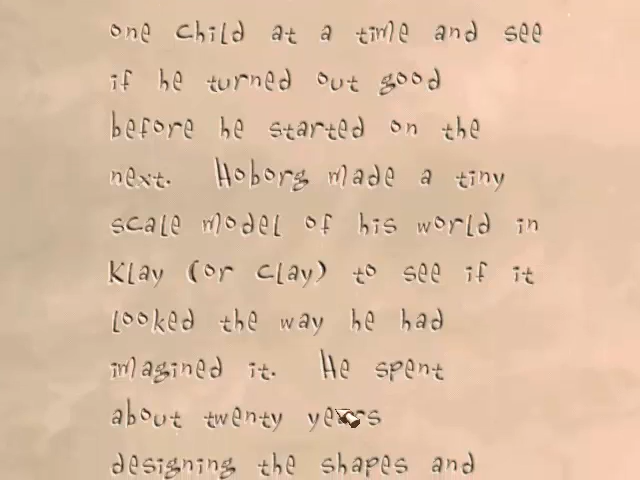 one child at a time and see
if he turned out good
before he started on the
next. Hoborg made a tiny
scale model of his world in
Klay (or clay) to see if it
looked the way he had
imagined it. He spent
about twenty years
designing the shapes and